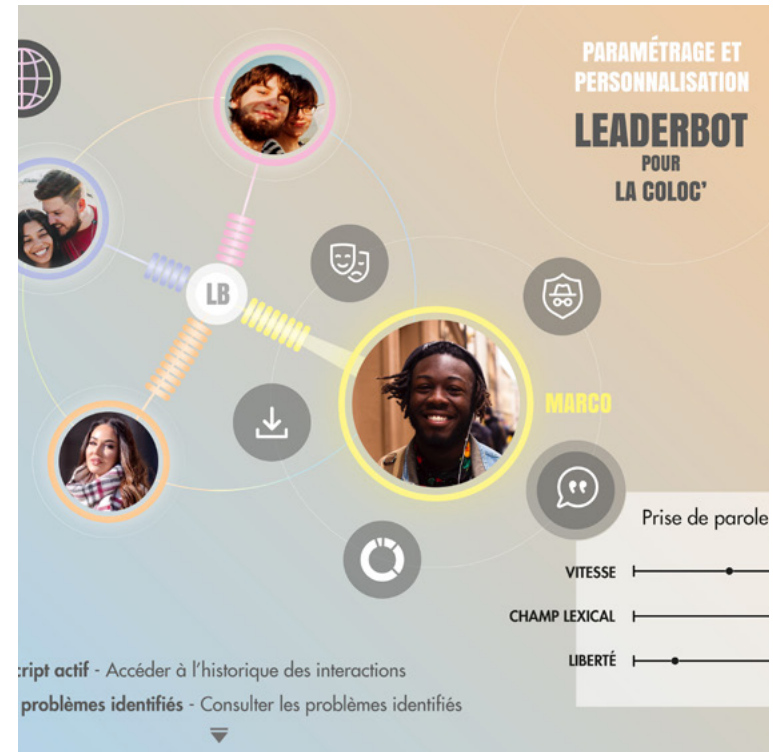 PARAMÉTRAGE ET
PERSONNALISATION
LEADERBOT
POUR
LA COLOC'
LB
MARCO
Prise de parole
VITESSE
CHAMP LEXICAL
LIBERTÉ
cript actif - Accéder à l'historique des interactions
problèmes identifiés - Consulter les problèmes identifiés